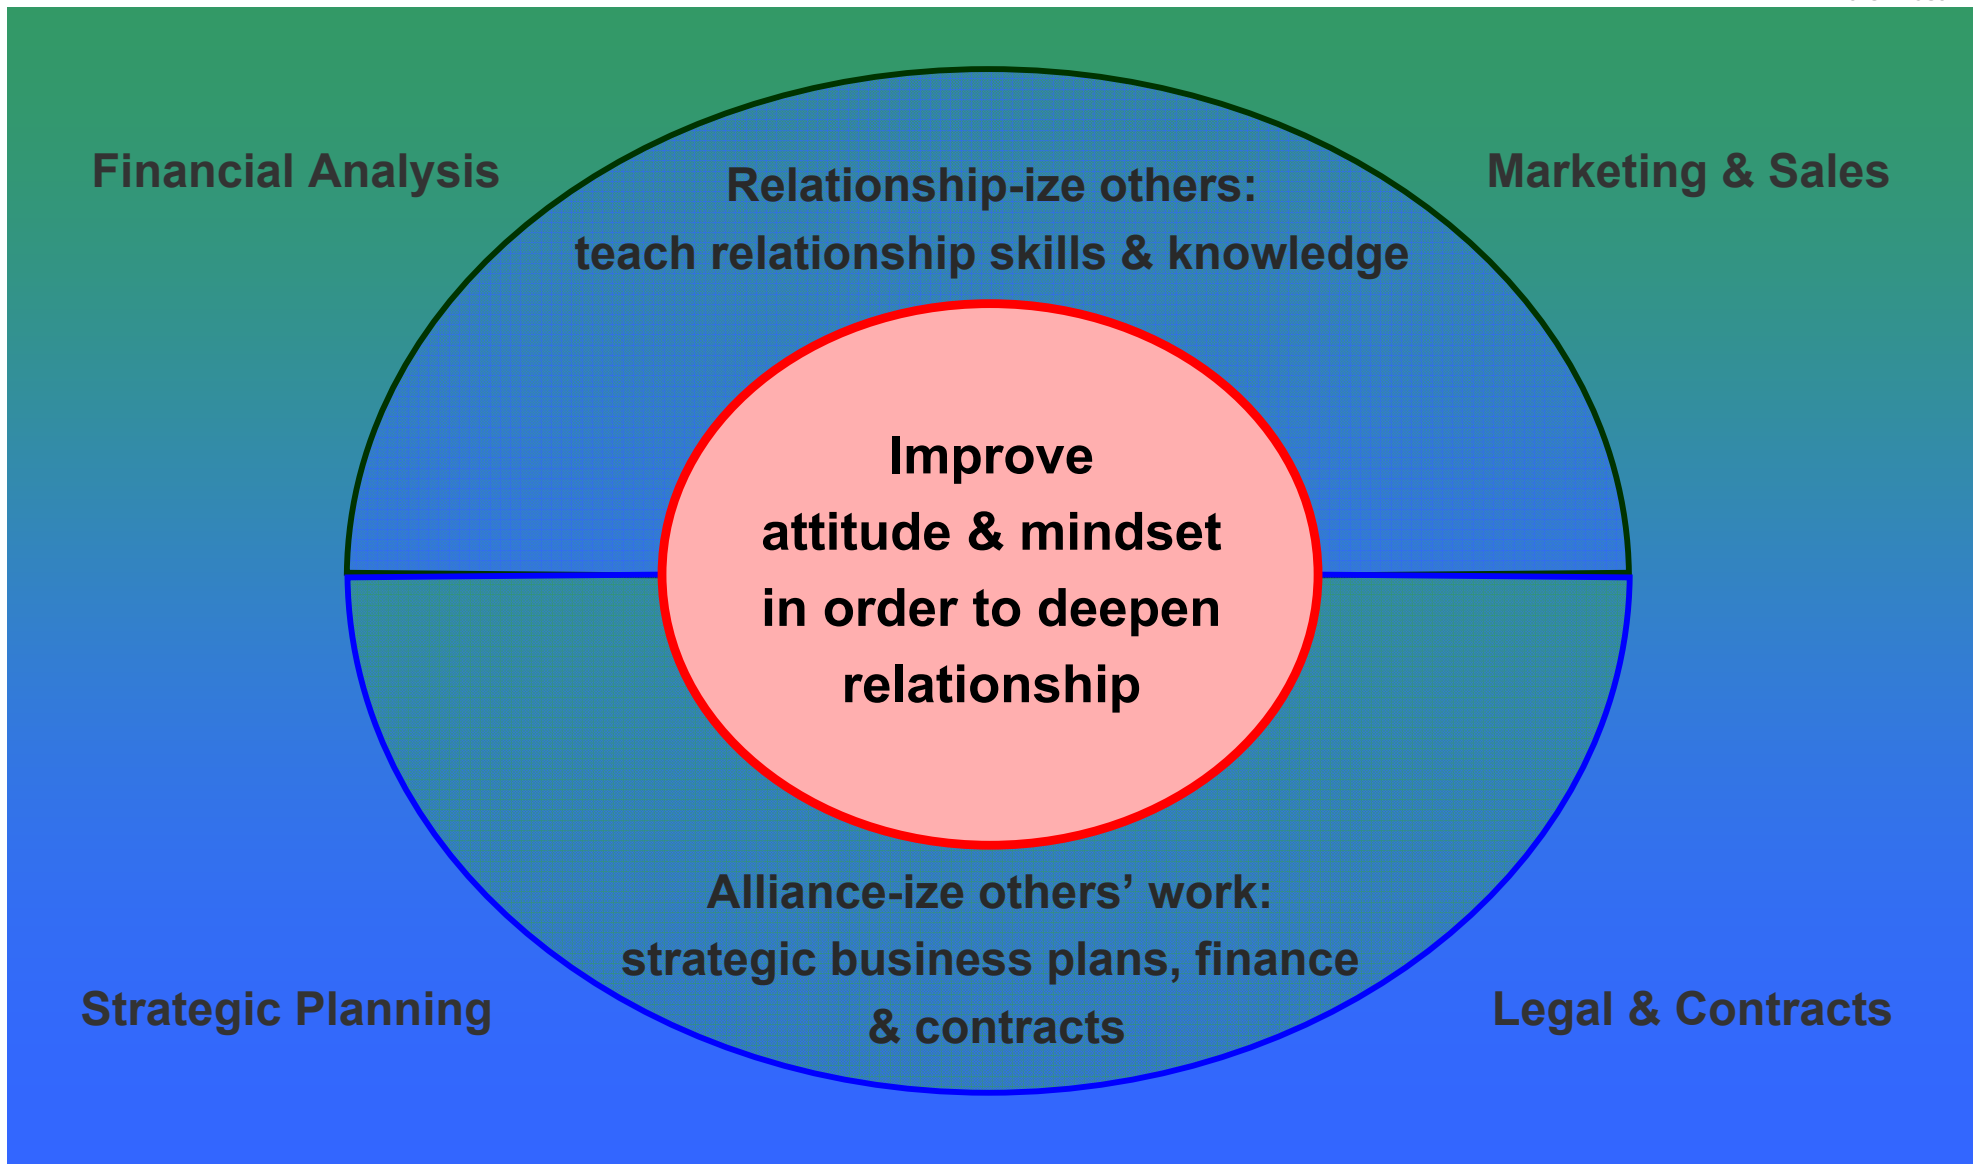 Financial Analysis
Marketing & Sales
Relationship-ize others:
teach relationship skills & knowledge
Improve
attitude & mindset
in order to deepen
relationship
Alliance-ize others’ work:
strategic business plans, finance
& contracts
Strategic Planning
Legal & Contracts